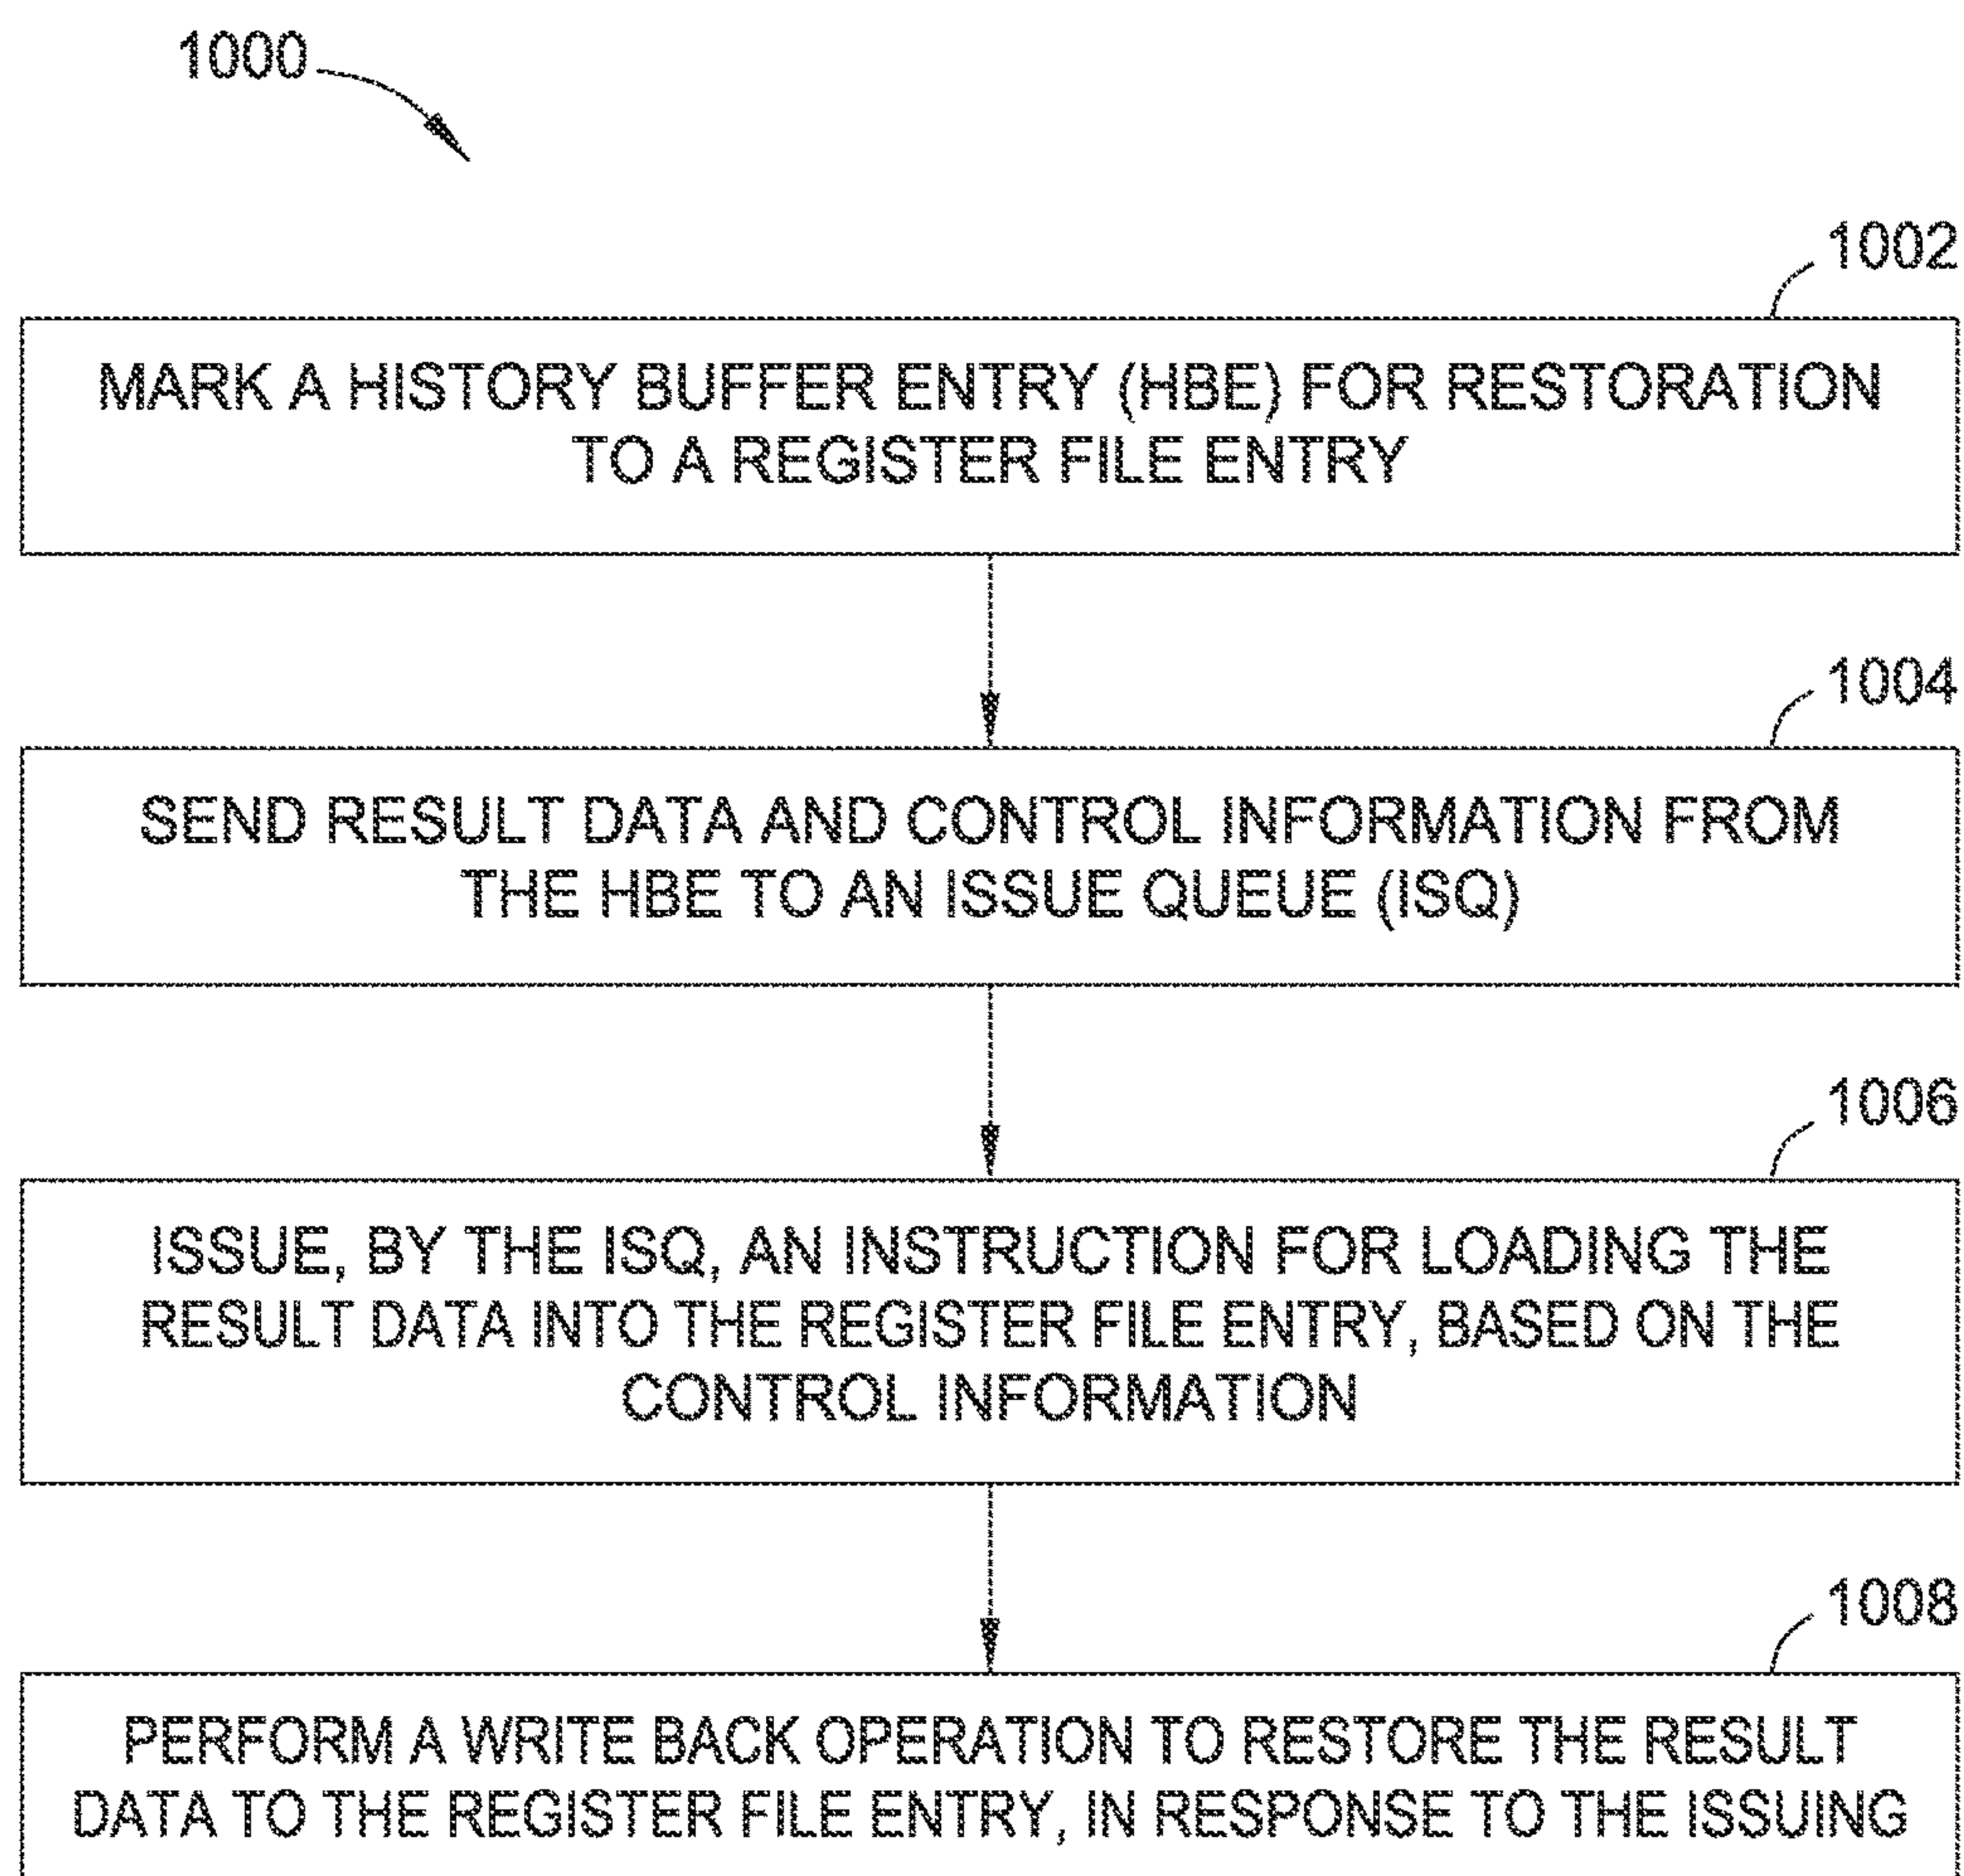 1000
1002
MARK A HISTORY BUFFER ENTRY (HBE) FOR RESTORATION
TO A REGISTER FILE ENTRY
1004
SEND RESULT DATA AND CONTROL INFORMATION FROM
THE HBE TO AN ISSUE QUEUE (ISQ)
1006
ISSUE, BY THE ISQ, AN INSTRUCTION FOR LOADING THE
RESULT DATA INTO THE REGISTER FILE ENTRY, BASED ON THE
CONTROL INFORMATION
1008
PERFORM A WRITE BACK OPERATION TO RESTORE THE RESULT
DATA TO THE REGISTER FILE ENTRY, IN RESPONSE TO THE ISSUING